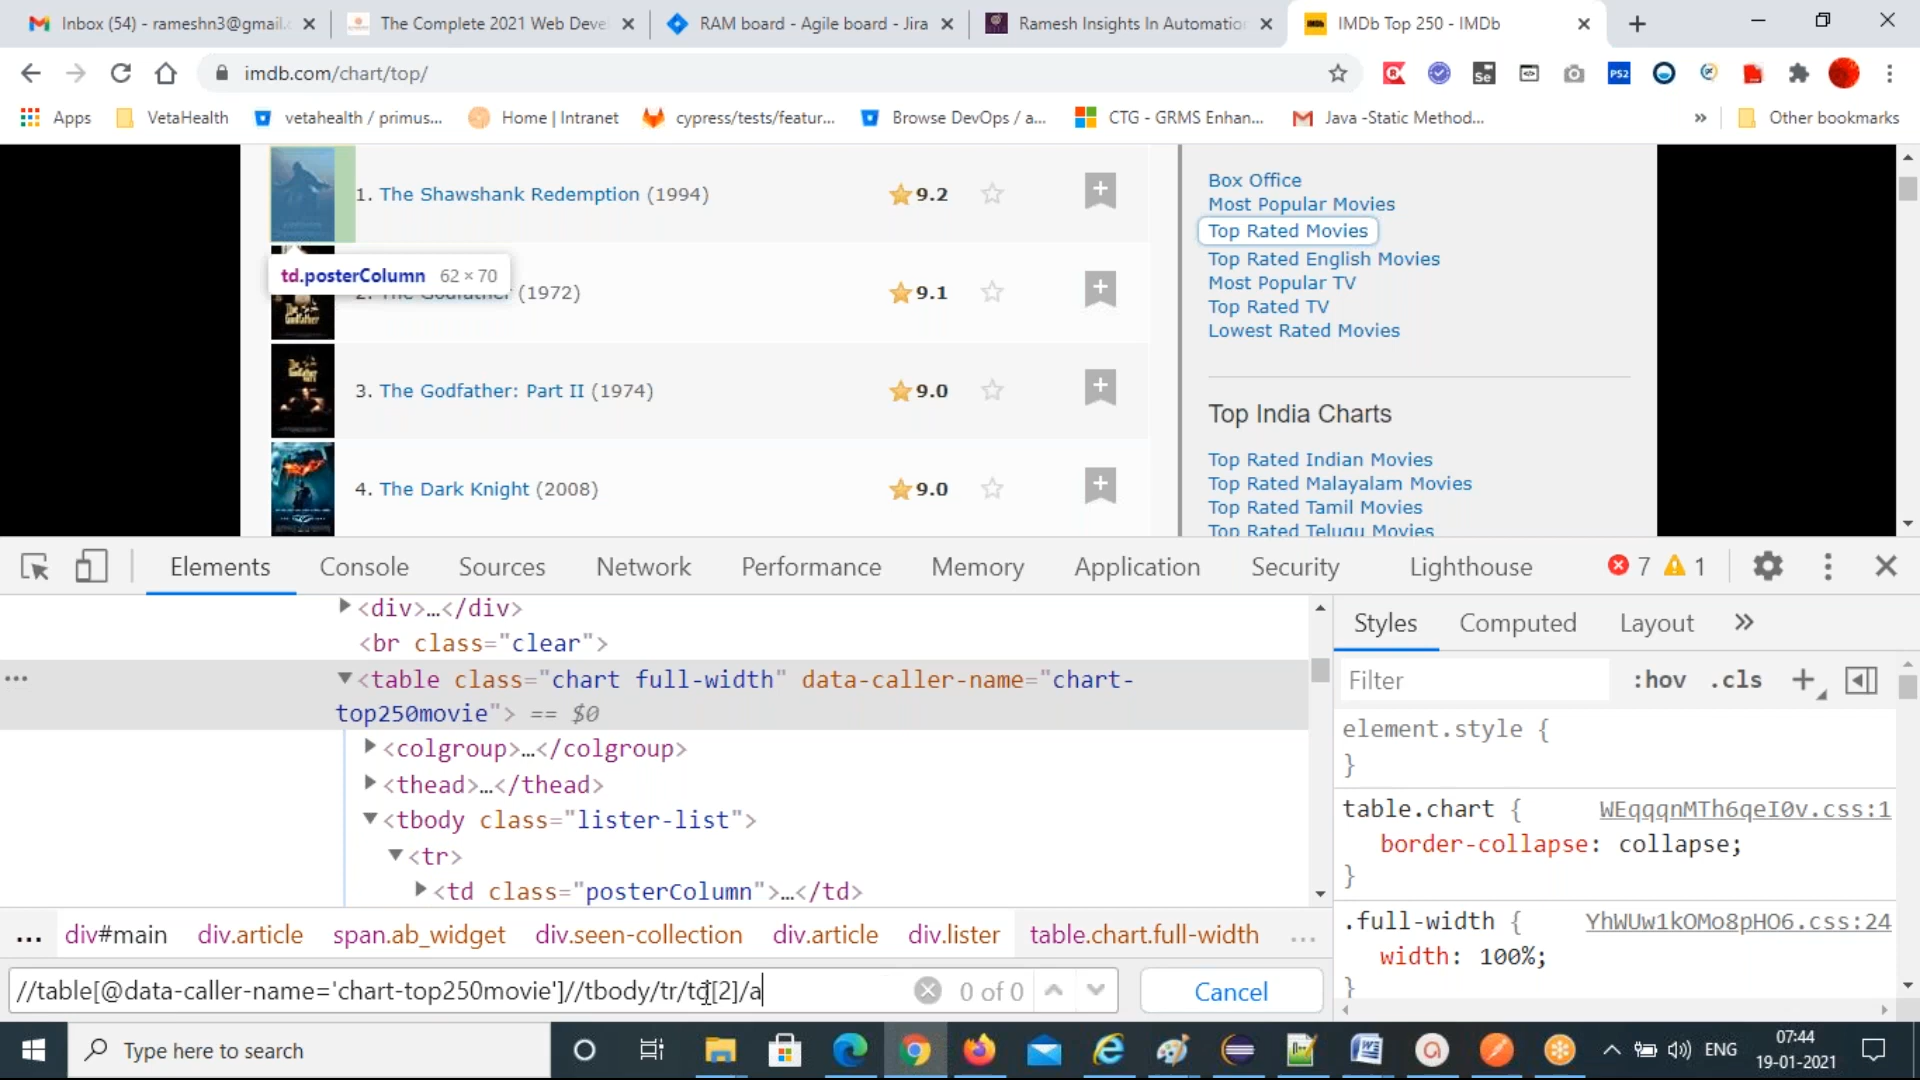 Inbox (54) - rameshn3@gmail.
The Complete 2021 Web Deve
RAM board - Agile board - Jira
Ramesh Insights In Automation
IMDb Top 250 - IMDb
imdb.com/chart/top/
Apps
VetaHealth
vetahealth / primus...
Home | Intranet
cypress/tests/featur...
Browse DevOps / a...
CTG - GRMS Enhan...
Java -Static Method...
Other bookmarks
1. The Shawshank Redemption (1994)
9.2
td.posterColumn 62 × 70
2. The Godfather (1972)
9.1
3. The Godfather: Part II (1974)
9.0
4. The Dark Knight (2008)
9.0
Box Office
Most Popular Movies
Top Rated Movies
Top Rated English Movies
Most Popular TV
Top Rated TV
Lowest Rated Movies
Top India Charts
Top Rated Indian Movies
Top Rated Malayalam Movies
Top Rated Tamil Movies
Top Rated Telugu Movies
Elements
Console
Sources
Network
Performance
Memory
Application
Security
Lighthouse
7
1
<div>…</div>
<br class="clear">
<table class="chart full-width" data-caller-name="chart-
top250movie"> == $0
<colgroup>…</colgroup>
<thead>…</thead>
<tbody class="lister-list">
<tr>
<td class="posterColumn">…</td>
... div#main div.article span.ab_widget div.seen-collection div.article div.lister table.chart.full-width ...
//table[@data-caller-name='chart-top250movie']//tbody/tr/td[2]/a
0 of 0
Cancel
Styles
Computed
Layout
Filter
:hov .cls
element.style {
}
table.chart {
WEqqqnMTh6qeI0v.css:1
border-collapse: collapse;
}
.full-width {
YhWUw1kOMo8pHO6.css:24
width: 100%;
}
Type here to search
ENG
07:44
19-01-2021